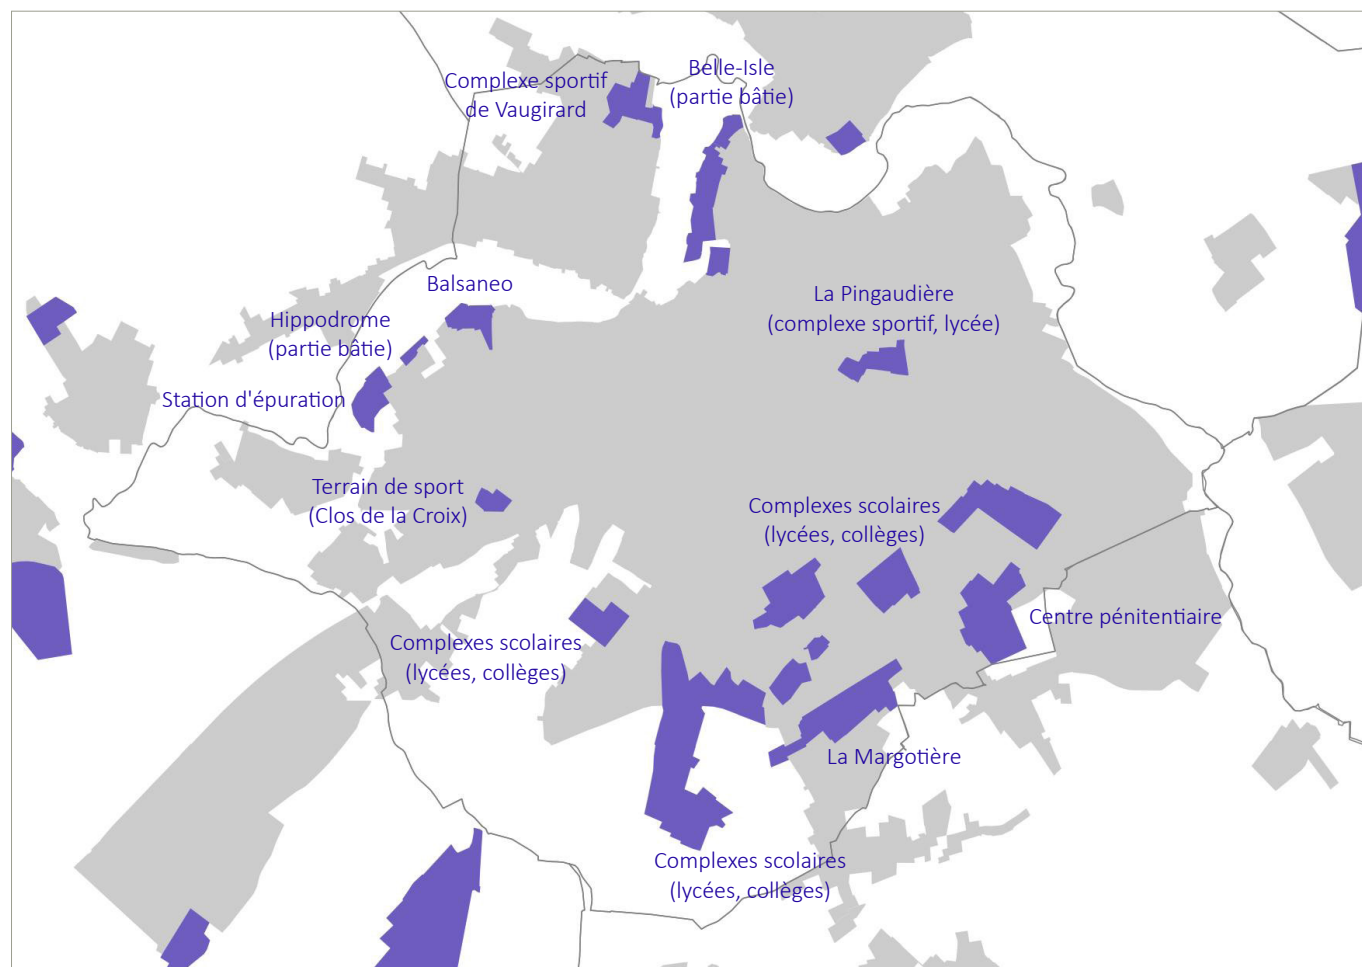 Belle-Isle
(partie bâtie)
Complexe sportif
de Vaugirard
Balsaneo
La Pingaudière
(complexe sportif, lycée)
Hippodrome
(partie bâtie)
Station d'épuration
Terrain de sport
(Clos de la Croix)
Complexes scolaires
(lycées, collèges)
Centre pénitentiaire
Complexes scolaires
(lycées, collèges)
La Margotière
Complexes scolaires
(lycées, collèges)